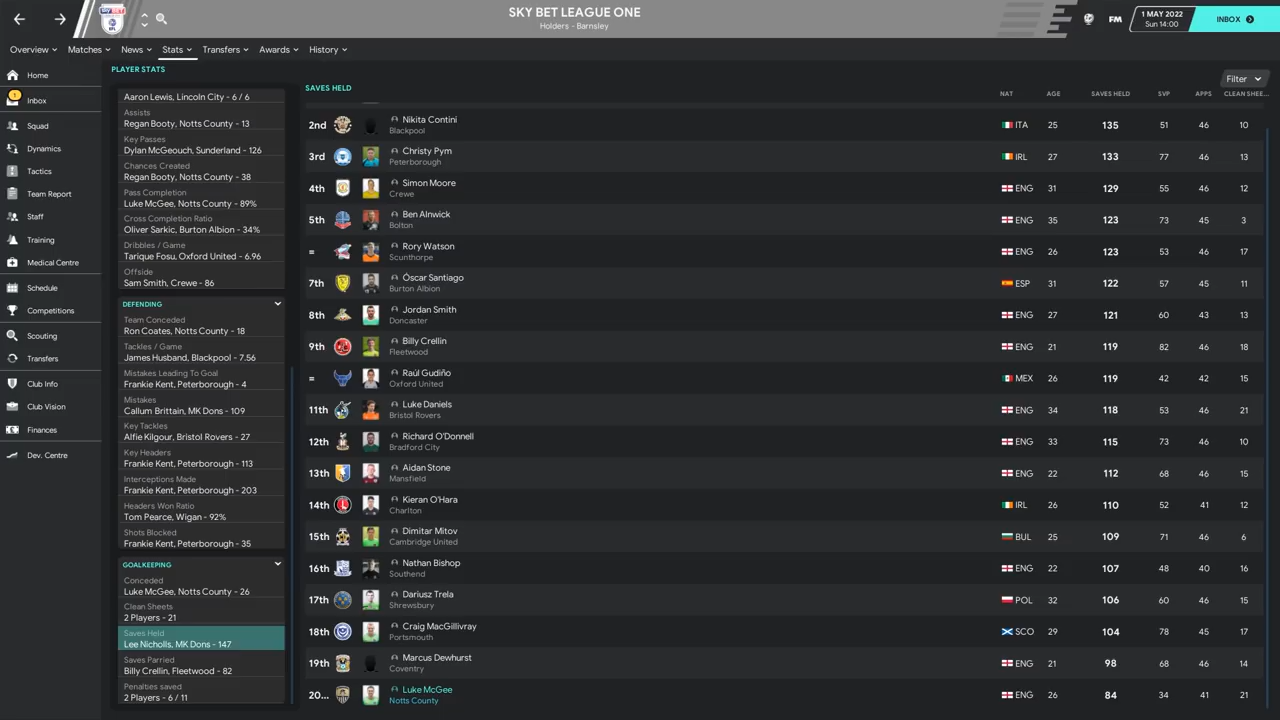 SKY BET LEAGUE ONE
Holders - Barnsley
1 MAY 2022
Sun 14:00
FM
INBOX
Overview
Matches
News
Stats
Transfers
Awards
History
Home
1
Inbox
Squad
Dynamics
Tactics
Team Report
Staff
Training
Medical Centre
Schedule
Competitions
Scouting
Transfers
Club Info
Club Vision
Finances
Dev. Centre
PLAYER STATS
Aaron Lewis, Lincoln City - 6 / 6
Assists
Regan Booty, Notts County - 13
Key Passes
Dylan McGeouch, Sunderland - 126
Chances Created
Regan Booty, Notts County - 38
Pass Completion
Luke McGee, Notts County - 89%
Cross Completion Ratio
Oliver Sarkic, Burton Albion - 34%
Dribbles / Game
Tarique Fosu, Oxford United - 6.96
Offside
Sam Smith, Crewe - 86
DEFENDING
Team Conceded
Ron Coates, Notts County - 18
Tackles / Game
James Husband, Blackpool - 7.56
Mistakes Leading To Goal
Frankie Kent, Peterborough - 4
Mistakes
Callum Brittain, MK Dons - 109
Key Tackles
Alfie Kilgour, Bristol Rovers - 27
Key Headers
Frankie Kent, Peterborough - 113
Interceptions Made
Frankie Kent, Peterborough - 203
Headers Won Ratio
Tom Pearce, Wigan - 92%
Shots Blocked
Frankie Kent, Peterborough - 35
GOALKEEPING
Conceded
Luke McGee, Notts County - 26
Clean Sheets
2 Players - 21
Saves Held
Lee Nicholls, MK Dons - 147
Saves Parried
Billy Crellin, Fleetwood - 82
Penalties saved
2 Players - 6 / 11
Filter
SAVES HELD
NAT AGE SAVES HELD SVP APPS CLEAN SHEE...
2nd Nikita Contini ITA 25 135 51 46 10
Blackpool
3rd Christy Pym IRL 27 133 77 46 13
Peterborough
4th Simon Moore ENG 31 129 55 46 12
Crewe
5th Ben Alnwick ENG 35 123 73 45 3
Bolton
= Rory Watson ENG 26 123 53 46 17
Scunthorpe
7th Óscar Santiago ESP 31 122 57 45 11
Burton Albion
8th Jordan Smith ENG 27 121 60 43 13
Doncaster
9th Billy Crellin ENG 21 119 82 46 18
Fleetwood
= Raúl Gudiño MEX 26 119 42 42 15
Oxford United
11th Luke Daniels ENG 34 118 53 46 21
Bristol Rovers
12th Richard O'Donnell ENG 33 115 73 46 10
Bradford City
13th Aidan Stone ENG 22 112 68 46 15
Mansfield
14th Kieran O'Hara IRL 26 110 52 41 12
Charlton
15th Dimitar Mitov BUL 25 109 71 46 6
Cambridge United
16th Nathan Bishop ENG 22 107 48 40 16
Southend
17th Dariusz Trela POL 32 106 60 46 15
Shrewsbury
18th Craig MacGillivray SCO 29 104 78 45 17
Portsmouth
19th Marcus Dewhurst ENG 21 98 68 46 14
Coventry
20... Luke McGee ENG 26 84 34 41 21
Notts County